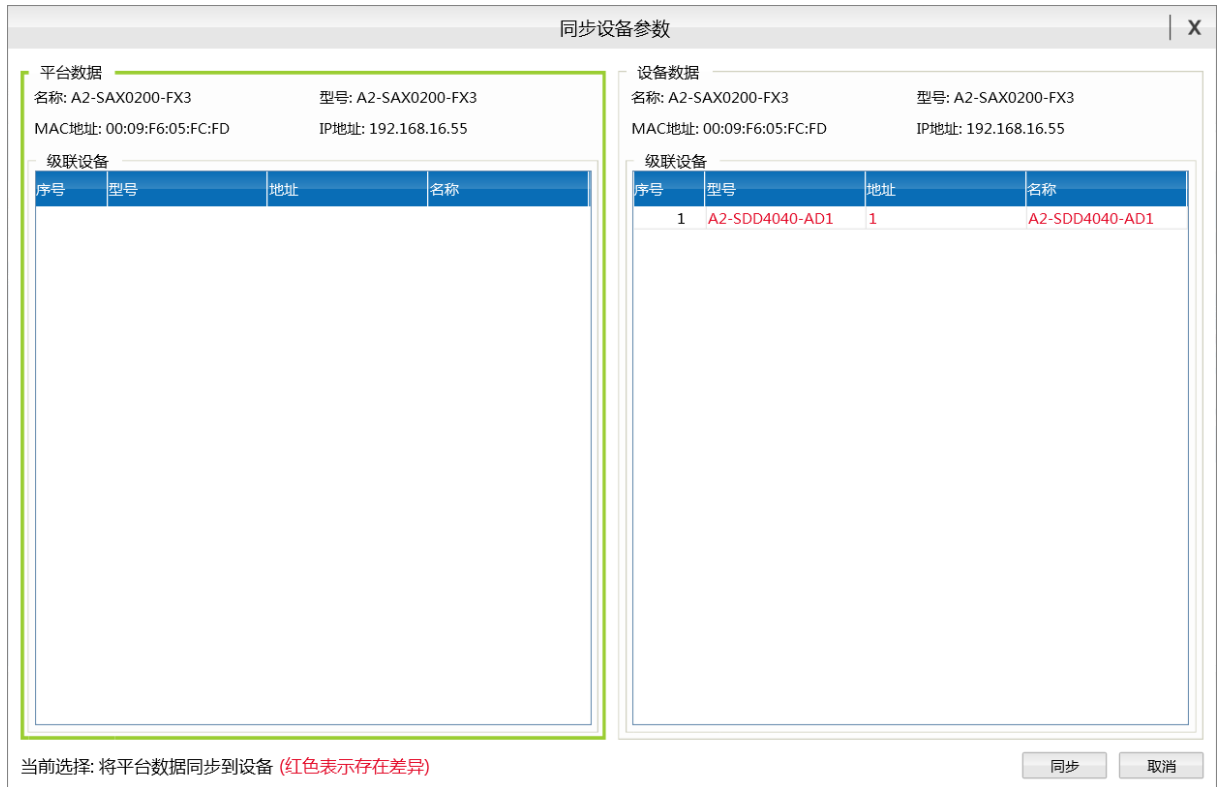 同步设备参数
X
平台数据
名称: A2-SAX0200-FX3 型号: A2-SAX0200-FX3
MAC地址: 00:09:F6:05:FC:FD IP地址: 192.168.16.55
级联设备
序号 型号 地址 名称
设备数据
名称: A2-SAX0200-FX3 型号: A2-SAX0200-FX3
MAC地址: 00:09:F6:05:FC:FD IP地址: 192.168.16.55
级联设备
序号 型号 地址 名称
1 A2-SDD4040-AD1 1 A2-SDD4040-AD1
当前选择: 将平台数据同步到设备 (红色表示存在差异)
同步 取消